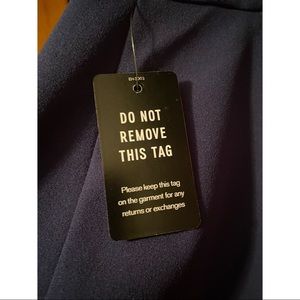 DO NOT
REMOVE
THIS TAG
Please keep this tag
on the garment for any
returns or exchanges